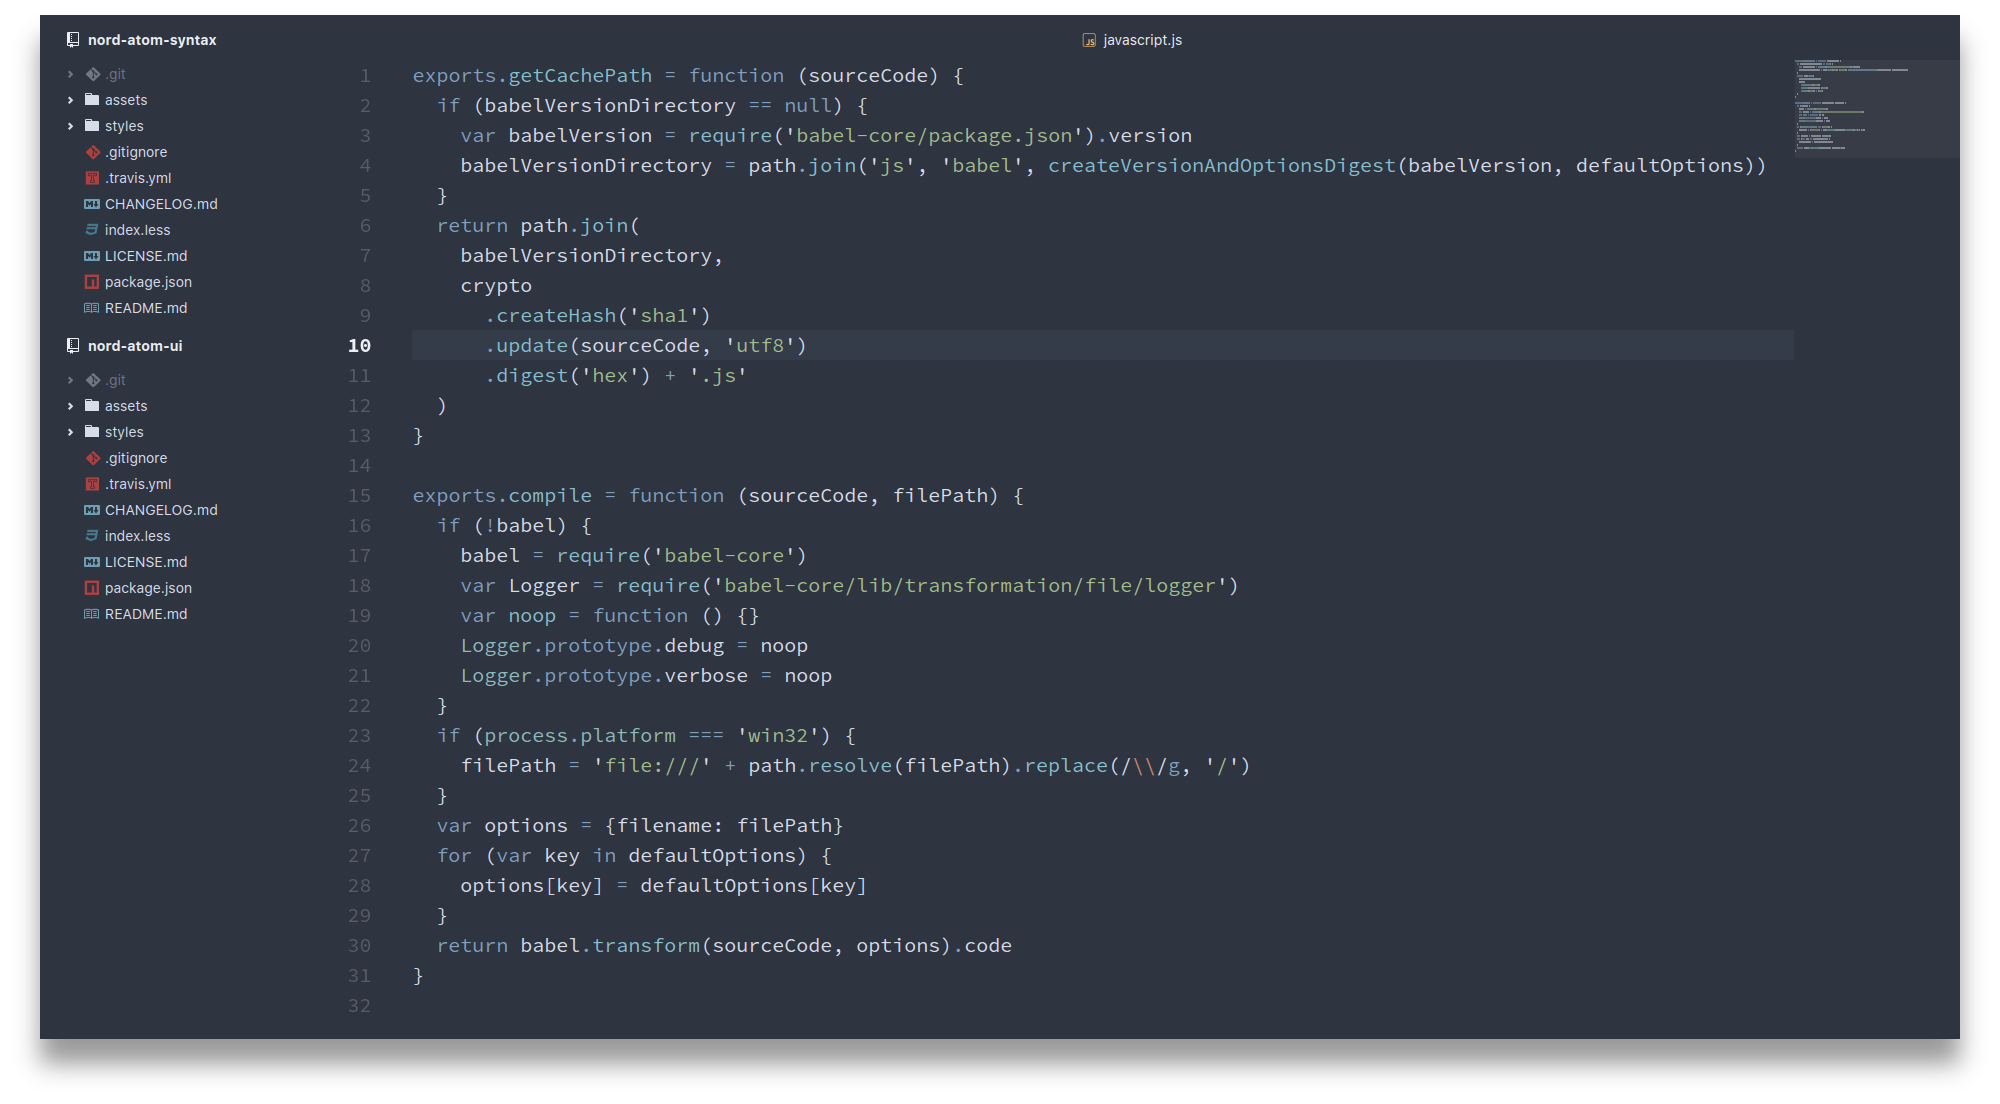 nord-atom-syntax
.git
assets
styles
.gitignore
.travis.yml
CHANGELOG.md
index.less
LICENSE.md
package.json
README.md
nord-atom-ui
.git
assets
styles
.gitignore
.travis.yml
CHANGELOG.md
index.less
LICENSE.md
package.json
README.md
javascript.js
1 exports.getCachePath = function (sourceCode) {
2   if (babelVersionDirectory == null) {
3     var babelVersion = require('babel-core/package.json').version
4     babelVersionDirectory = path.join('js', 'babel', createVersionAndOptionsDigest(babelVersion, defaultOptions))
5   }
6   return path.join(
7     babelVersionDirectory,
8     crypto
9       .createHash('sha1')
10       .update(sourceCode, 'utf8')
11       .digest('hex') + '.js'
12   )
13 }
14
15 exports.compile = function (sourceCode, filePath) {
16   if (!babel) {
17     babel = require('babel-core')
18     var Logger = require('babel-core/lib/transformation/file/logger')
19     var noop = function () {}
20     Logger.prototype.debug = noop
21     Logger.prototype.verbose = noop
22   }
23   if (process.platform === 'win32') {
24     filePath = 'file:///' + path.resolve(filePath).replace(/\\/g, '/')
25   }
26   var options = {filename: filePath}
27   for (var key in defaultOptions) {
28     options[key] = defaultOptions[key]
29   }
30   return babel.transform(sourceCode, options).code
31 }
32